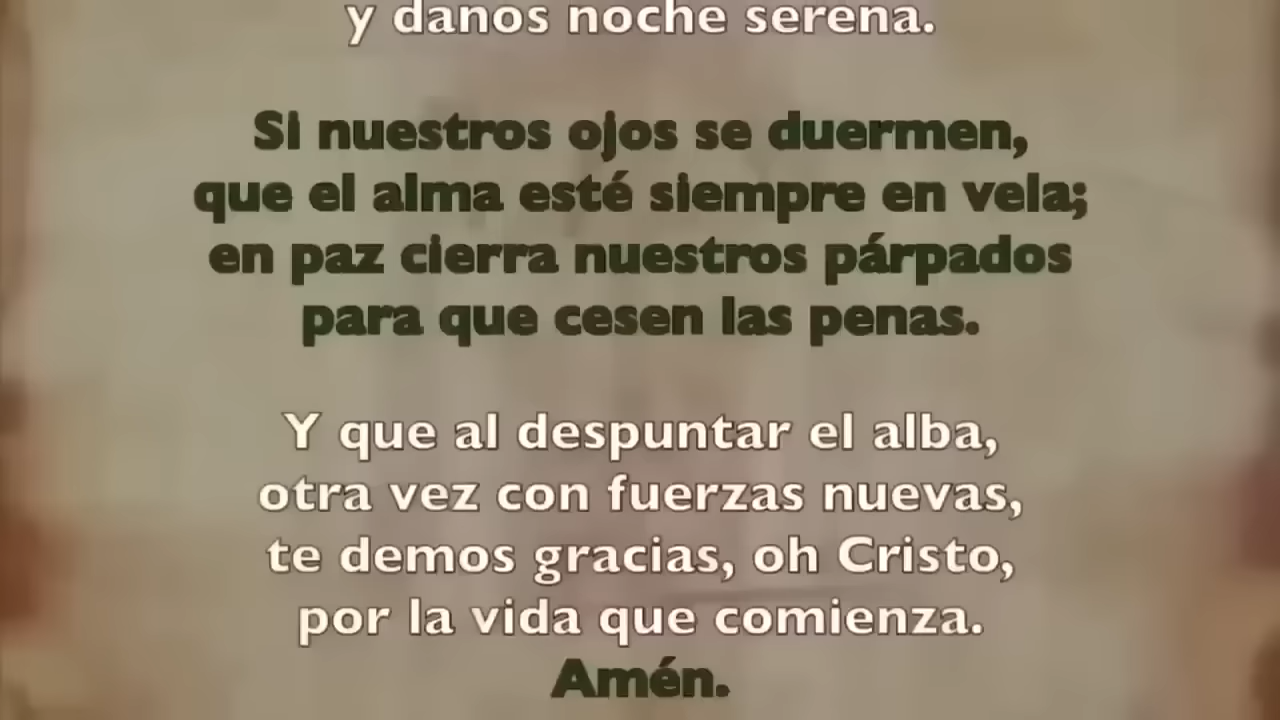 y danos noche serena.
Si nuestros ojos se duermen,
que el alma esté siempre en vela;
en paz cierra nuestros párpados
para que cesen las penas.
Y que al despuntar el alba,
otra vez con fuerzas nuevas,
te demos gracias, oh Cristo,
por la vida que comienza.
Amén.